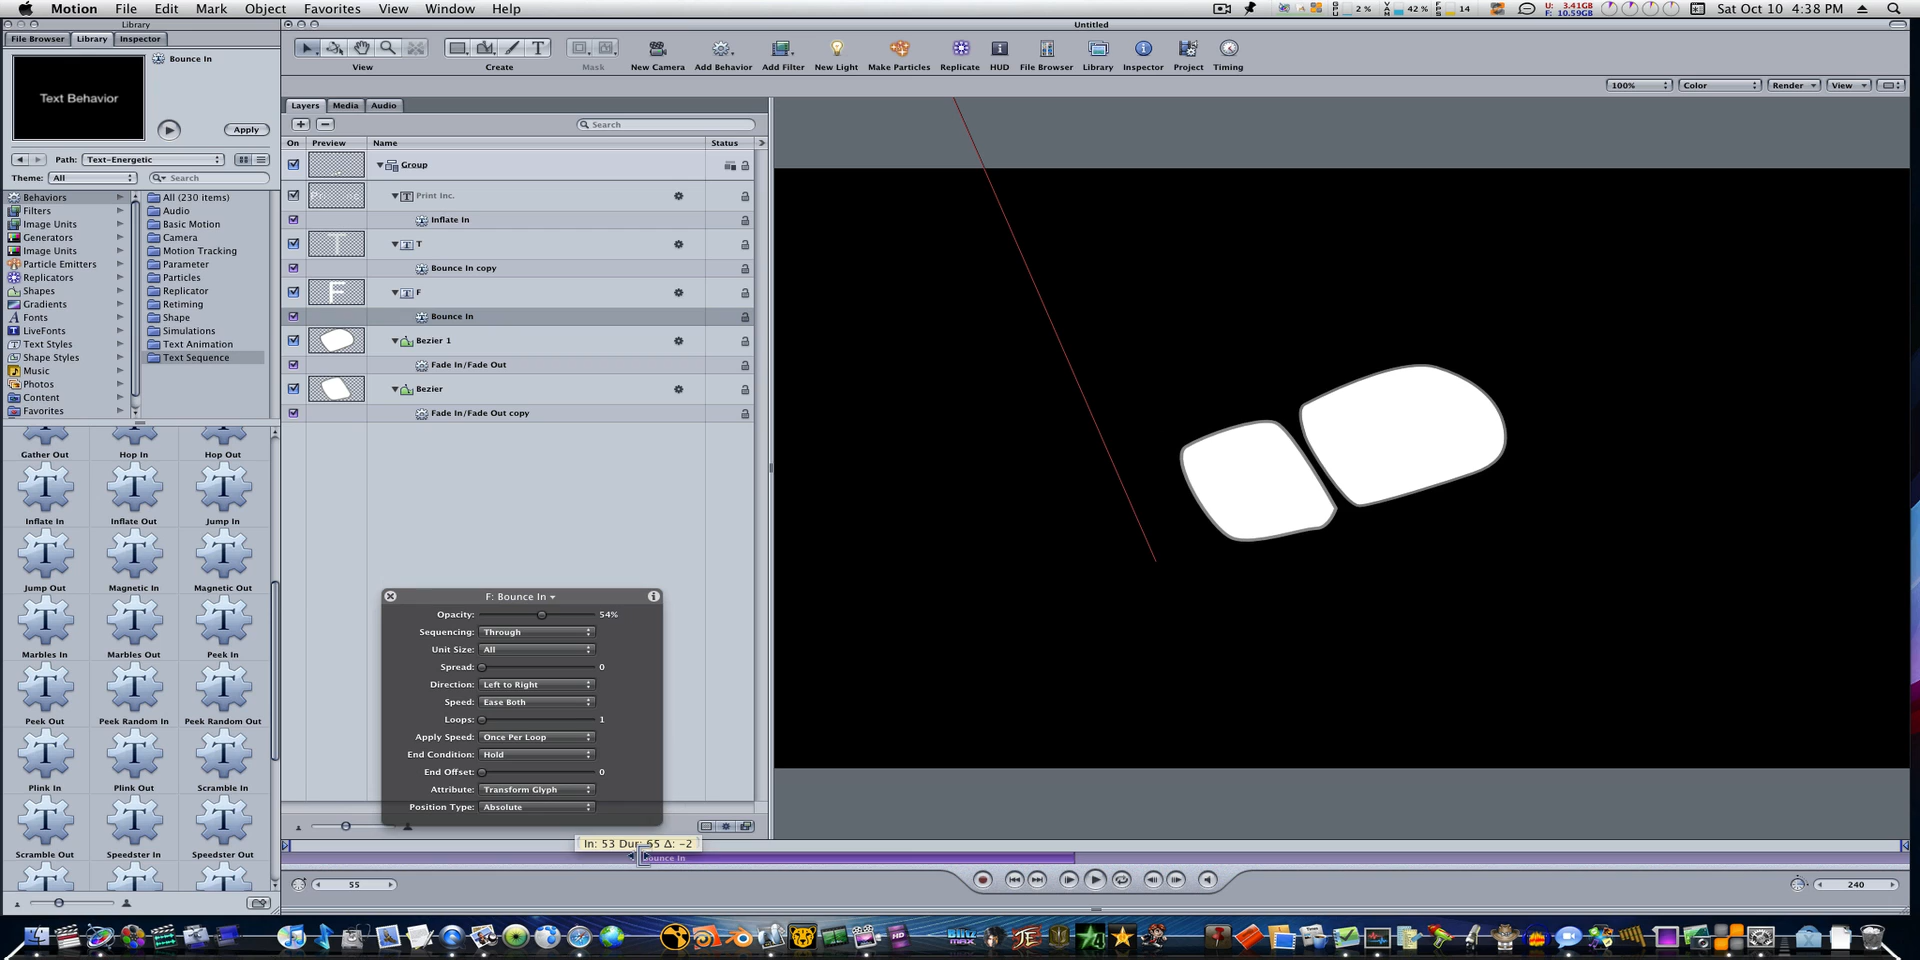 Motion File Edit Mark Object Favorites View Window Help
2% 42% 14 U: 3.41GB F: 10.59GB Sat Oct 10 4:38 PM
Library
Untitled
File Browser Library Inspector
Bounce In
Text Behavior
Apply
View Create Mask New Camera Add Behavior Add Filter New Light Make Particles Replicate HUD File Browser Library Inspector Project Timing
100% Color Render View
Path: Text-Energetic
Theme: All Search
Behaviors
Filters
Image Units
Generators
Image Units
Particle Emitters
Replicators
Shapes
Gradients
Fonts
LiveFonts
Text Styles
Shape Styles
Music
Photos
Content
Favorites
All (230 items)
Audio
Basic Motion
Camera
Motion Tracking
Parameter
Particles
Replicator
Retiming
Shape
Simulations
Text Animation
Text Sequence
Gather Out Hop In Hop Out
Inflate In Inflate Out Jump In
Jump Out Magnetic In Magnetic Out
Marbles In Marbles Out Peek In
Peek Out Peek Random In Peek Random Out
Plink In Plink Out Scramble In
Scramble Out Speedster In Speedster Out
Layers Media Audio
Search
On Preview Name Status
Group
Print Inc.
Inflate In
T T
Bounce In copy
F F
Bounce In
Bezier 1
Fade In/Fade Out
Bezier
Fade In/Fade Out copy
F: Bounce In
Opacity: 54%
Sequencing: Through
Unit Size: All
Spread: 0
Direction: Left to Right
Speed: Ease Both
Loops: 1
Apply Speed: Once Per Loop
End Condition: Hold
End Offset: 0
Attribute: Transform Glyph
Position Type: Absolute
In: 53 Dur: 65 Δ: -2
Bounce In
55
240
HD